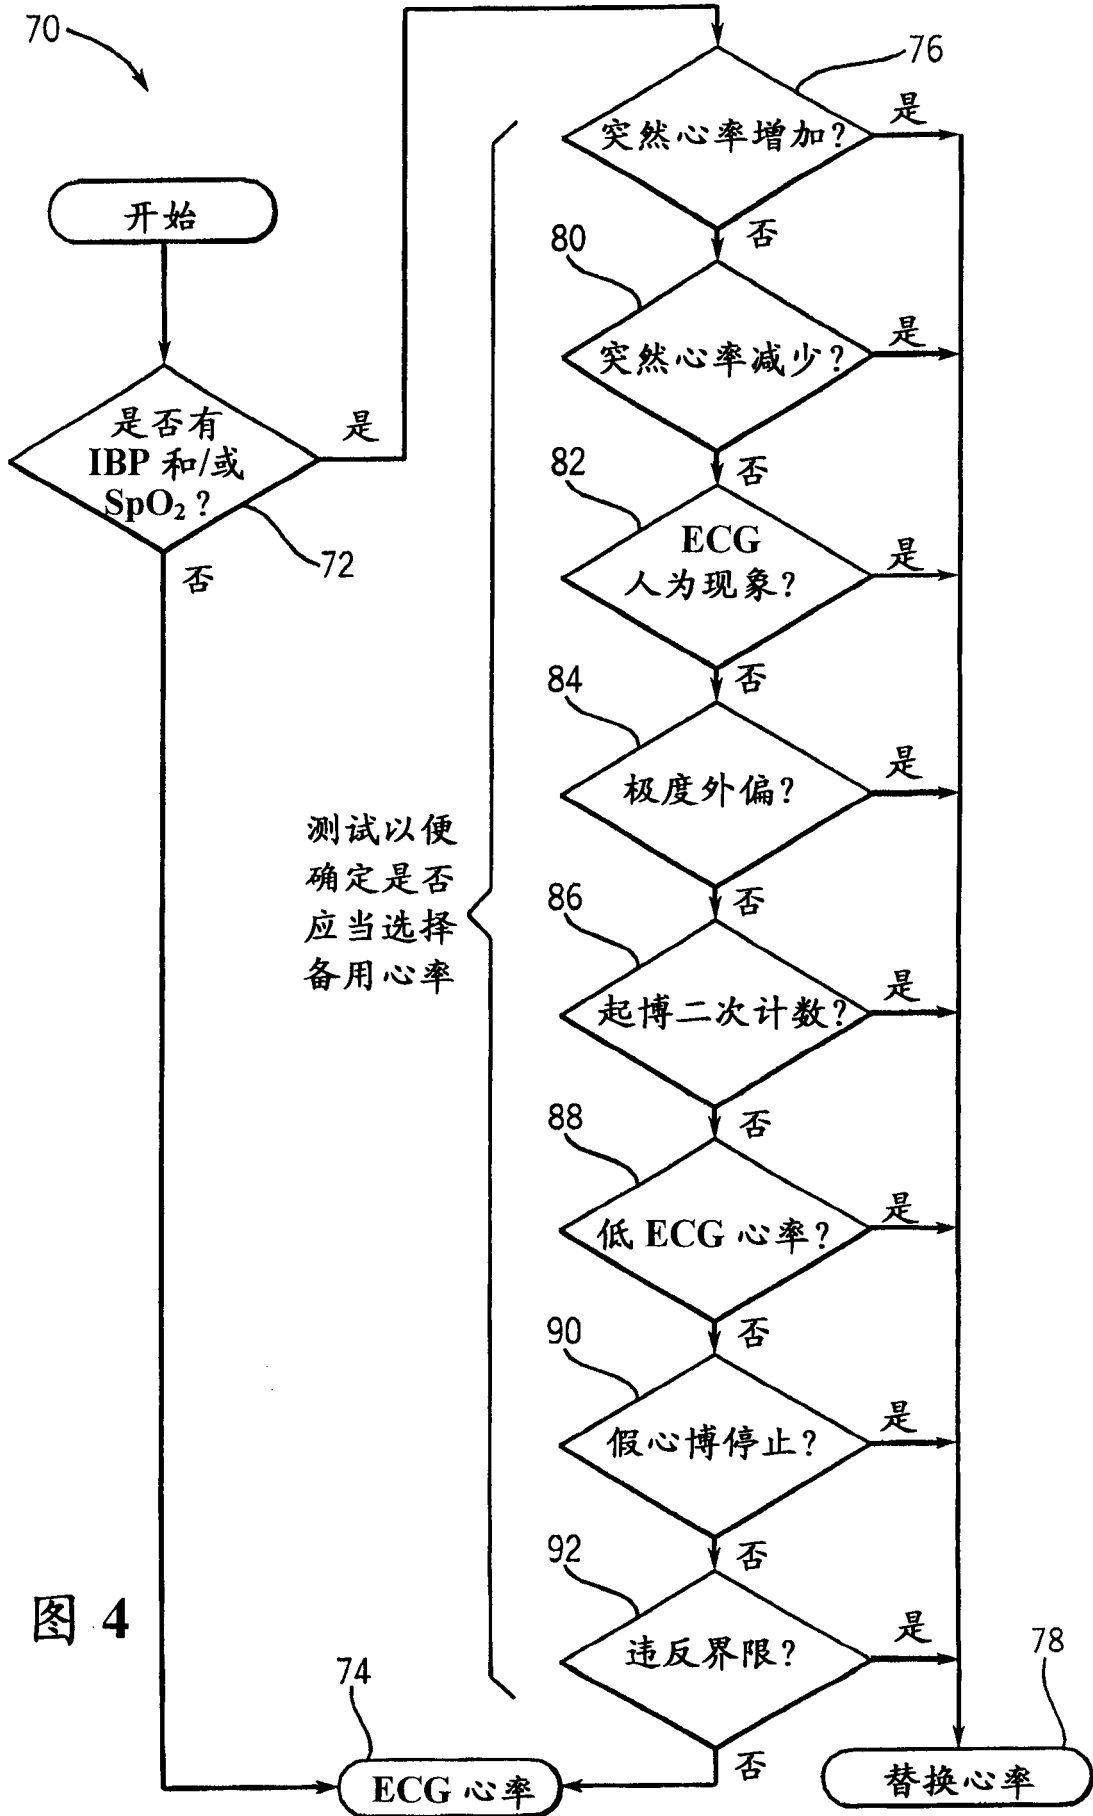 70
开始
是否有
IBP 和/或
SpO₂？
是
72
否
76
突然心率增加？
是
否
80
突然心率减少？
是
否
82
ECG
人为现象？
是
否
84
极度外偏？
是
否
86
起博二次计数？
是
否
88
低 ECG 心率？
是
否
90
假心博停止？
是
否
92
违反界限？
是
否
测试以便
确定是否
应当选择
备用心率
74
ECG 心率
78
替换心率
图 4